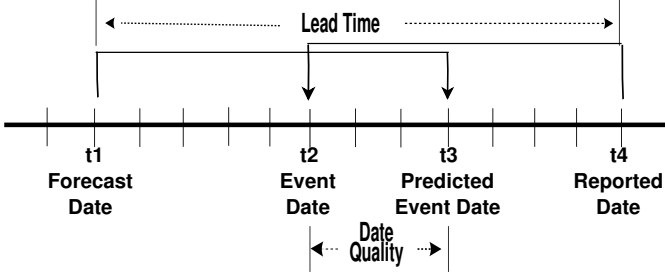 Lead Time
t1 t2 t3 t4
Forecast Event Predicted Reported
Date Date Event Date Date
Date
Quality